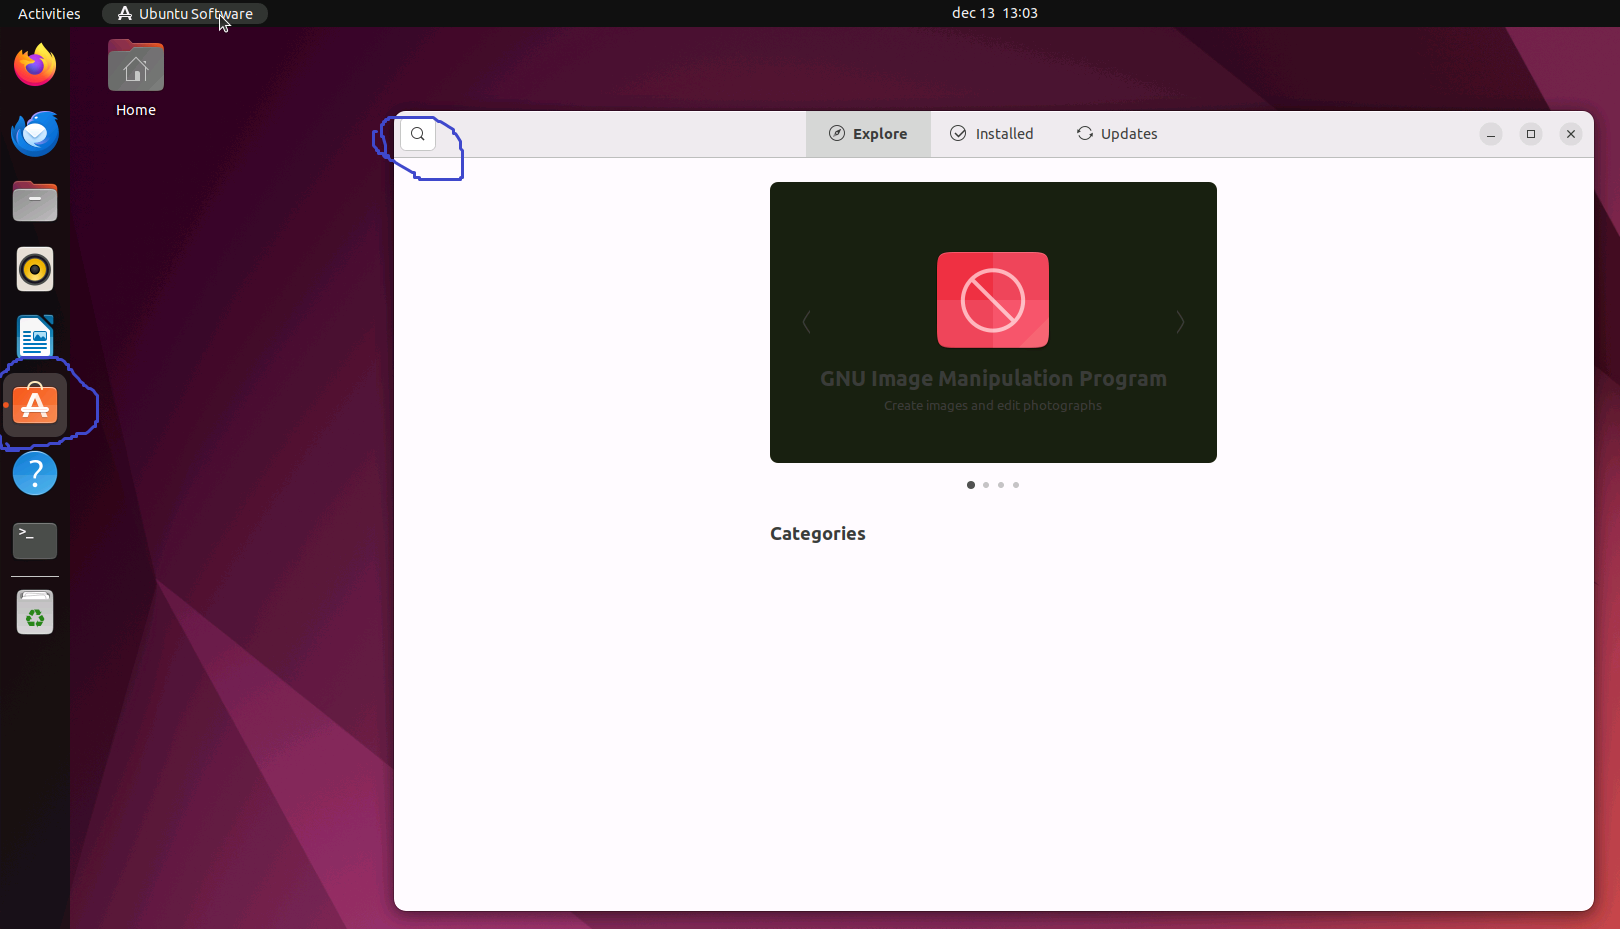 Activities
Ubuntu Software
dec 13 13:03
Home
Explore
Installed
Updates
GNU Image Manipulation Program
Create images and edit photographs
Categories